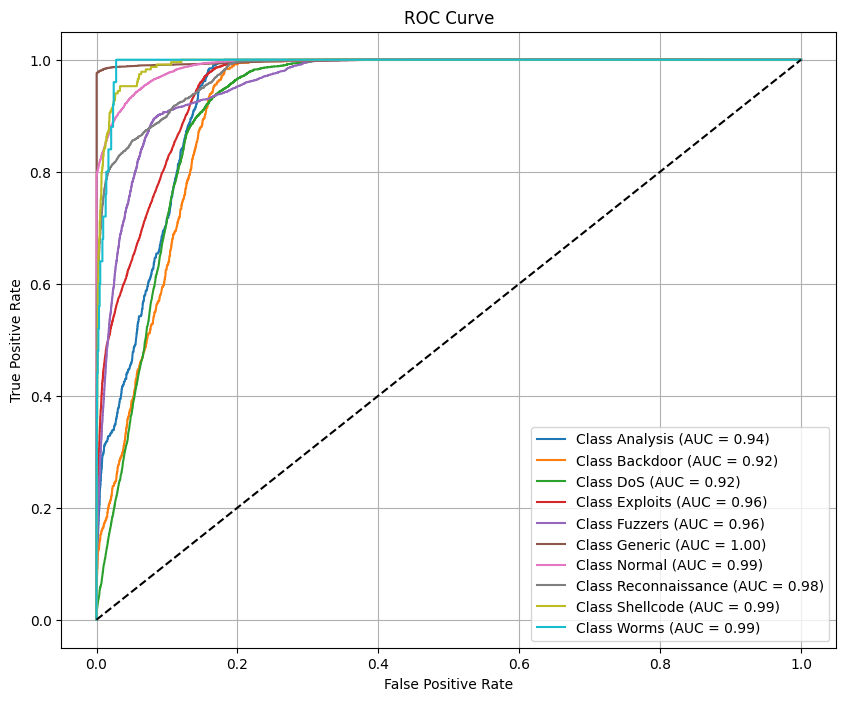 ROC Curve
True Positive Rate
1.0
0.8
0.6
0.4
0.2
0.0
Class Analysis (AUC = 0.94)
Class Backdoor (AUC = 0.92)
Class DoS (AUC = 0.92)
Class Exploits (AUC = 0.96)
Class Fuzzers (AUC = 0.96)
Class Generic (AUC = 1.00)
Class Normal (AUC = 0.99)
Class Reconnaissance (AUC = 0.98)
Class Shellcode (AUC = 0.99)
Class Worms (AUC = 0.99)
0.0 0.2 0.4 0.6 0.8 1.0
False Positive Rate